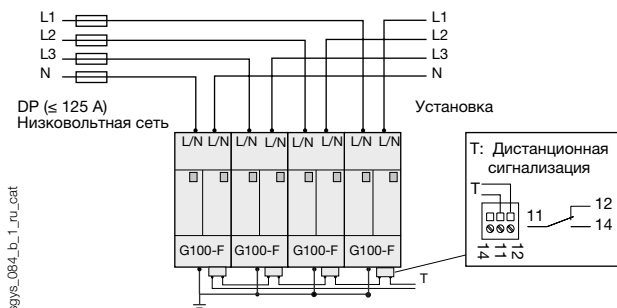 L1 L1
L2 L2
L3 L3
N N
DP (≤ 125 A)
Низковольтная сеть
Установка
L/N L/N L/N L/N L/N L/N L/N L/N
G100-F G100-F G100-F G100-F
T
T: Дистанционная
сигнализация
T
14 11 12
11 12
14
sgys_084_b_1_ru_cat